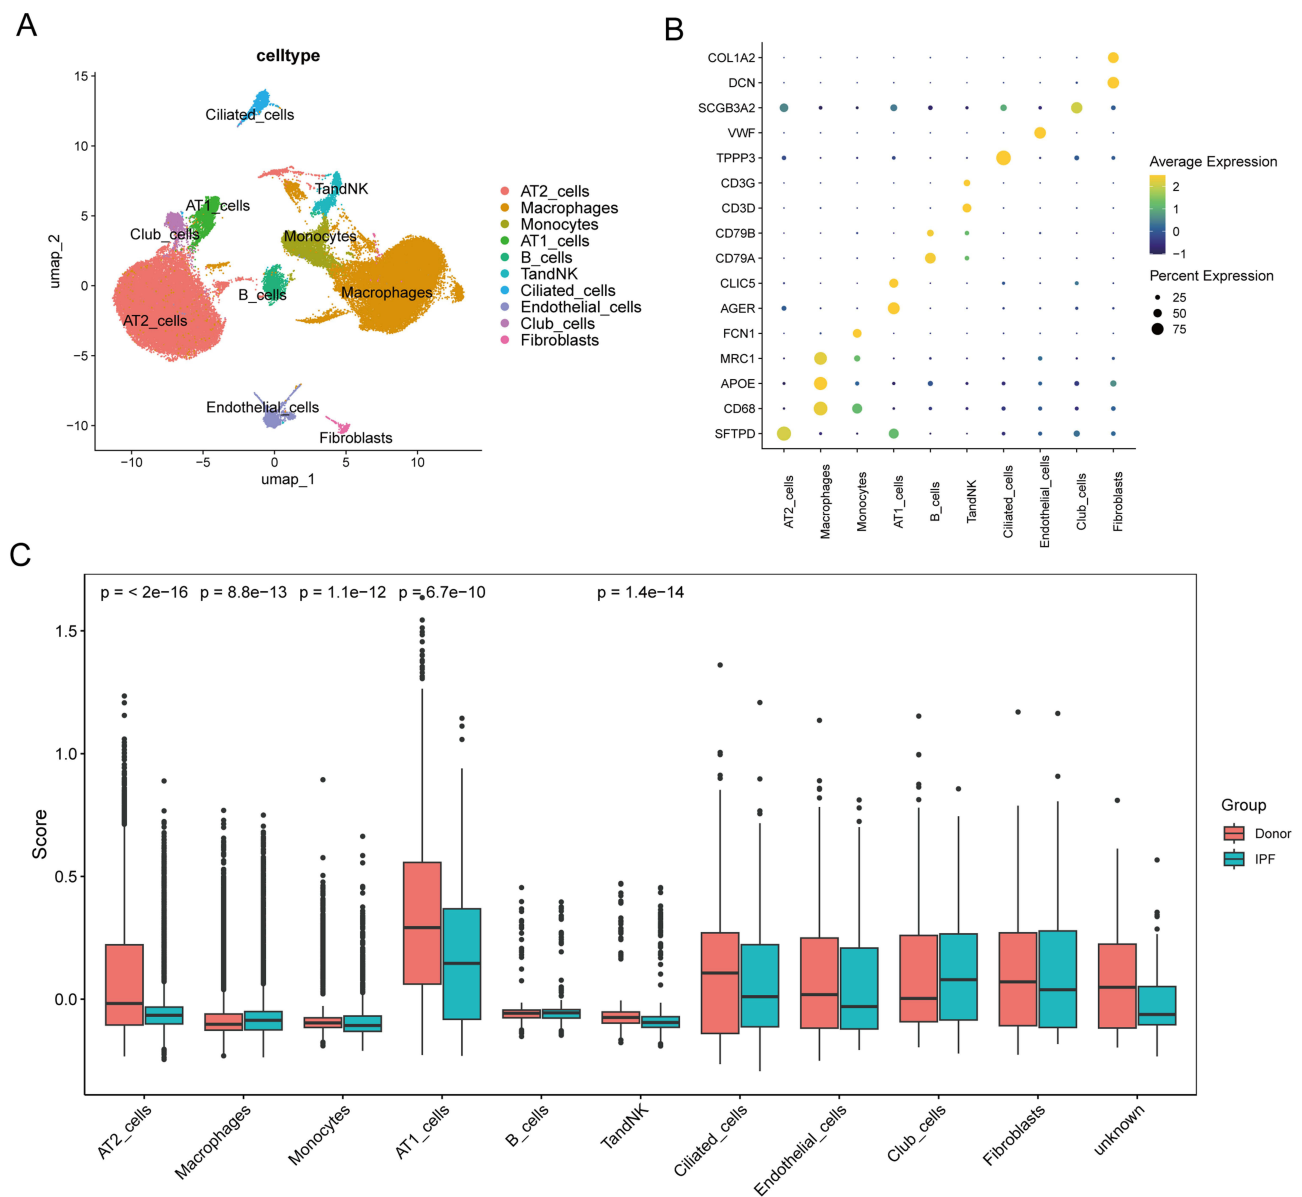 A
celltype
umap_2
15
10
5
0
−5
−10
Ciliated_cells
TandNK
AT1_cells
Club_cells
Monocytes
B_cells
Macrophages
AT2_cells
Endothelial_cells
Fibroblasts
−10
−5
0
5
10
umap_1
AT2_cells
Macrophages
Monocytes
AT1_cells
B_cells
TandNK
Ciliated_cells
Endothelial_cells
Club_cells
Fibroblasts
B
COL1A2
DCN
SCGB3A2
VWF
TPPP3
CD3G
CD3D
CD79B
CD79A
CLIC5
AGER
FCN1
MRC1
APOE
CD68
SFTPD
AT2_cells
Macrophages
Monocytes
AT1_cells
B_cells
TandNK
Ciliated_cells
Endothelial_cells
Club_cells
Fibroblasts
Average Expression
2
1
0
−1
Percent Expression
25
50
75
C
p = < 2e−16
p = 8.8e−13
p = 1.1e−12
p = 6.7e−10
p = 1.4e−14
Score
1.5
1.0
0.5
0.0
AT2_cells
Macrophages
Monocytes
AT1_cells
B_cells
TandNK
Ciliated_cells
Endothelial_cells
Club_cells
Fibroblasts
unknown
Group
Donor
IPF